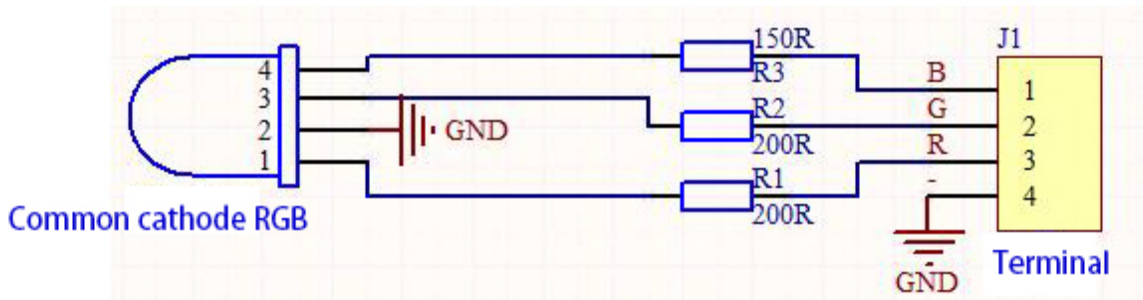 150R
J1
4
R3
B
1
3
R2
G
2
2
GND
200R
R
3
1
R1
-
4
200R
Common cathode RGB
GND
Terminal